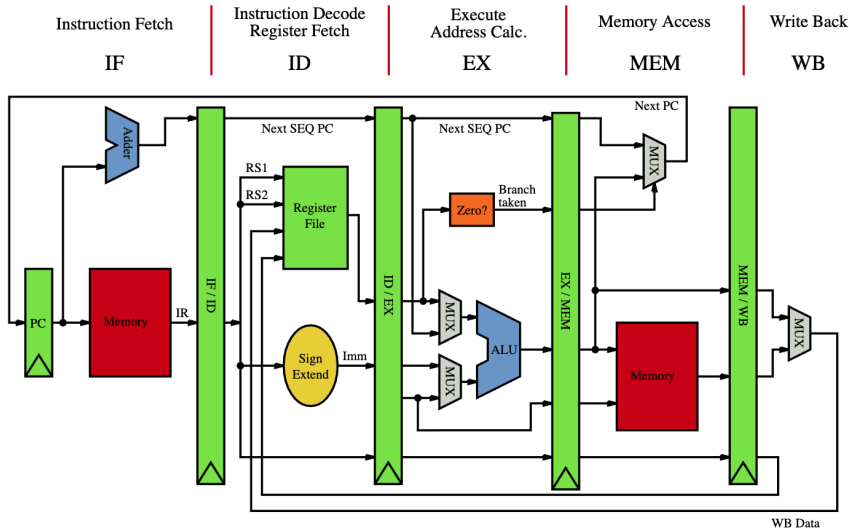 Instruction Fetch
Instruction Decode
Register Fetch
Execute
Address Calc.
Memory Access
Write Back
IF
ID
EX
MEM
WB
Next PC
Adder
Next SEQ PC
Next SEQ PC
MUX
RS1
RS2
Register
File
Zero?
Branch
taken
PC
Memory
IR
IF / ID
ID / EX
EX / MEM
MEM / WB
MUX
MUX
ALU
MUX
Sign
Extend
Imm
Memory
WB Data